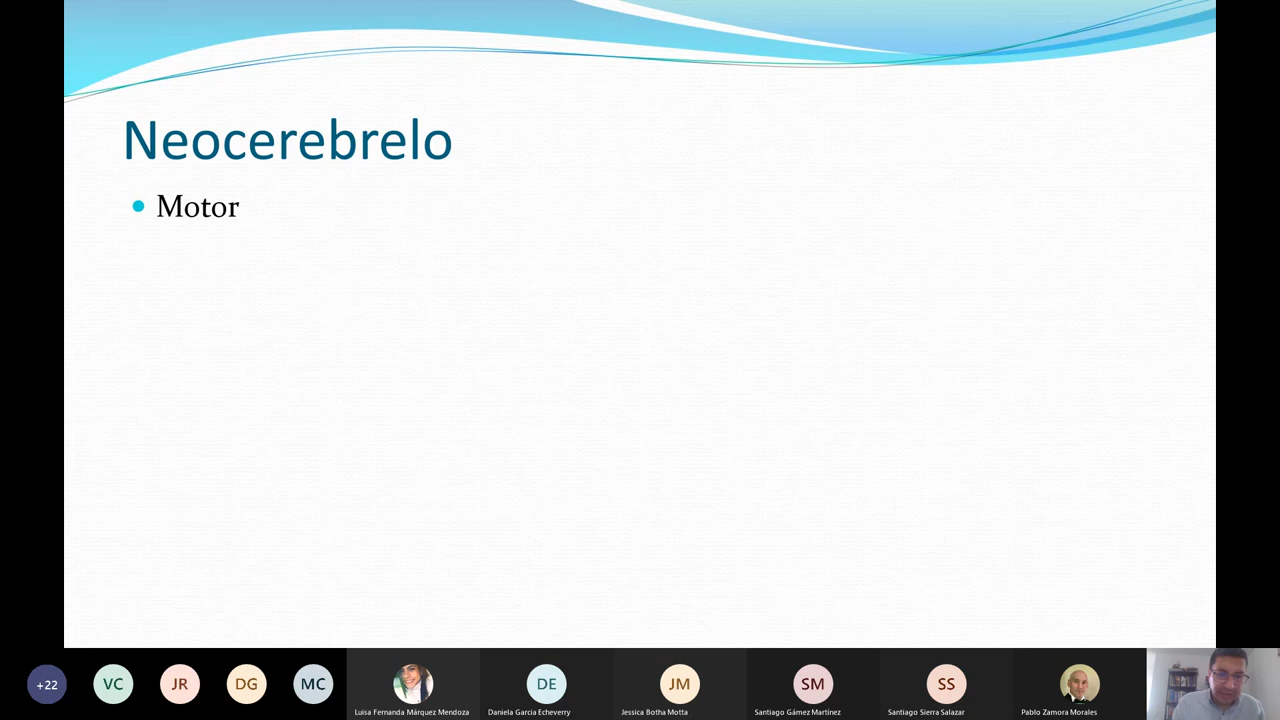 Neocerebrelo
Motor
+22
VC
JR
DG
MC
DE
JM
SM
SS
Luisa Fernanda Márquez Mendoza
Daniela Garcia Echeverry
Jessica Botha Motta
Santiago Gámez Martínez
Santiago Sierra Salazar
Pablo Zamora Morales